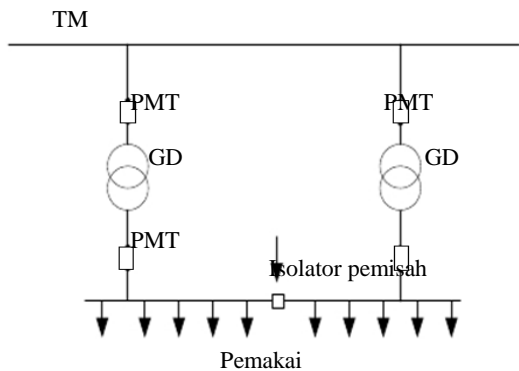 TM
PMT PMT
GD GD
PMT
Isolator pemisah
Pemakai